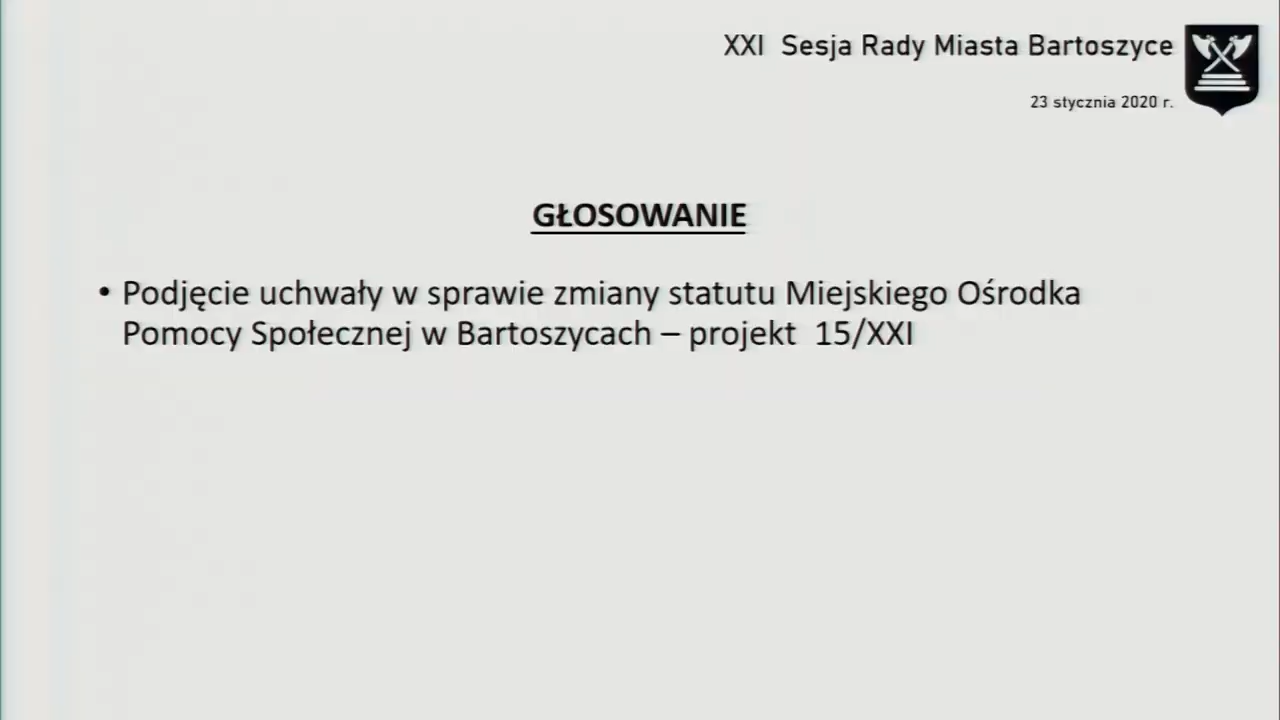 XXI Sesja Rady Miasta Bartoszyce
23 stycznia 2020 r.
GŁOSOWANIE
• Podjęcie uchwały w sprawie zmiany statutu Miejskiego Ośrodka
Pomocy Społecznej w Bartoszycach – projekt 15/XXI